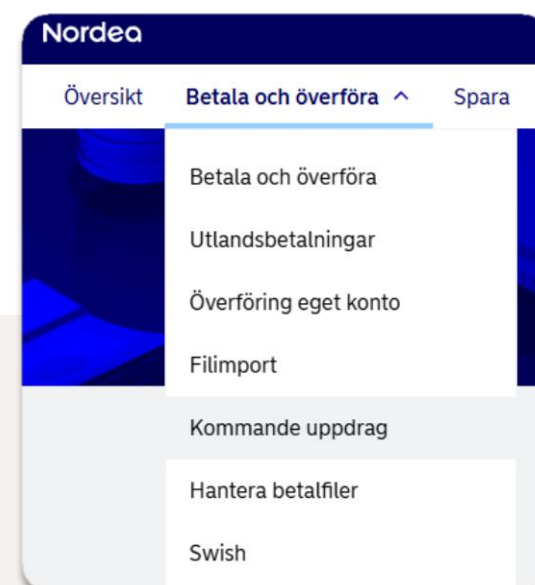 Nordea
Översikt Betala och överföra Spara
Betala och överföra
Utlandsbetalningar
Överföring eget konto
Filimport
Kommande uppdrag
Hantera betalfiler
Swish